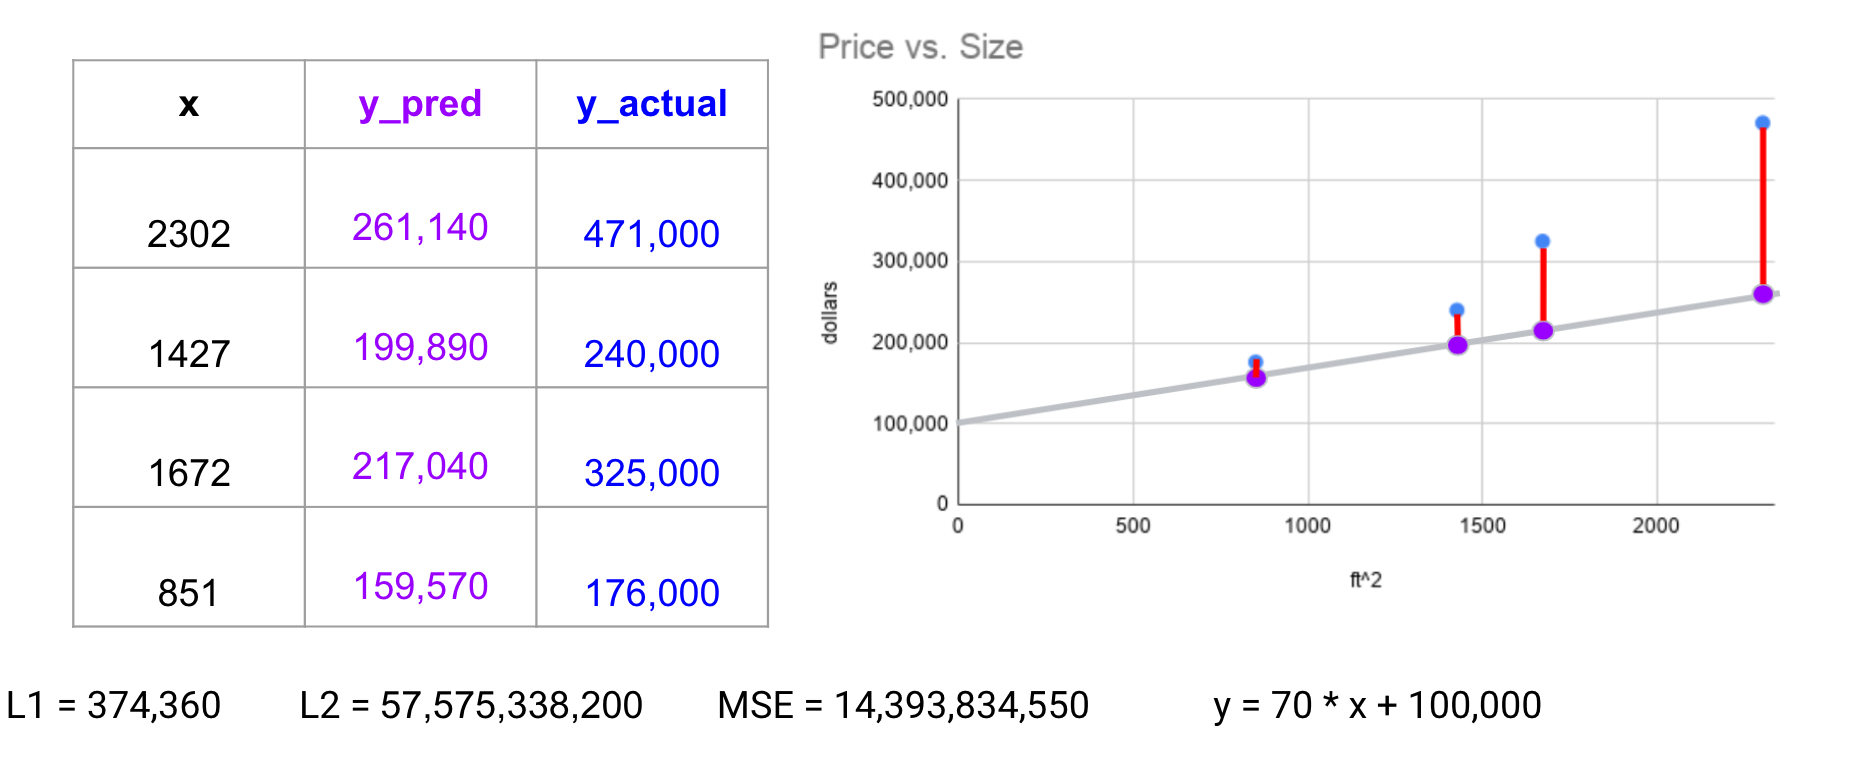 x y_pred y_actual
2302 261,140 471,000
1427 199,890 240,000
1672 217,040 325,000
851 159,570 176,000
Price vs. Size
500,000
400,000
300,000
200,000
100,000
0
dollars
0 500 1000 1500 2000
ft^2
L1 = 374,360 L2 = 57,575,338,200 MSE = 14,393,834,550 y = 70 * x + 100,000